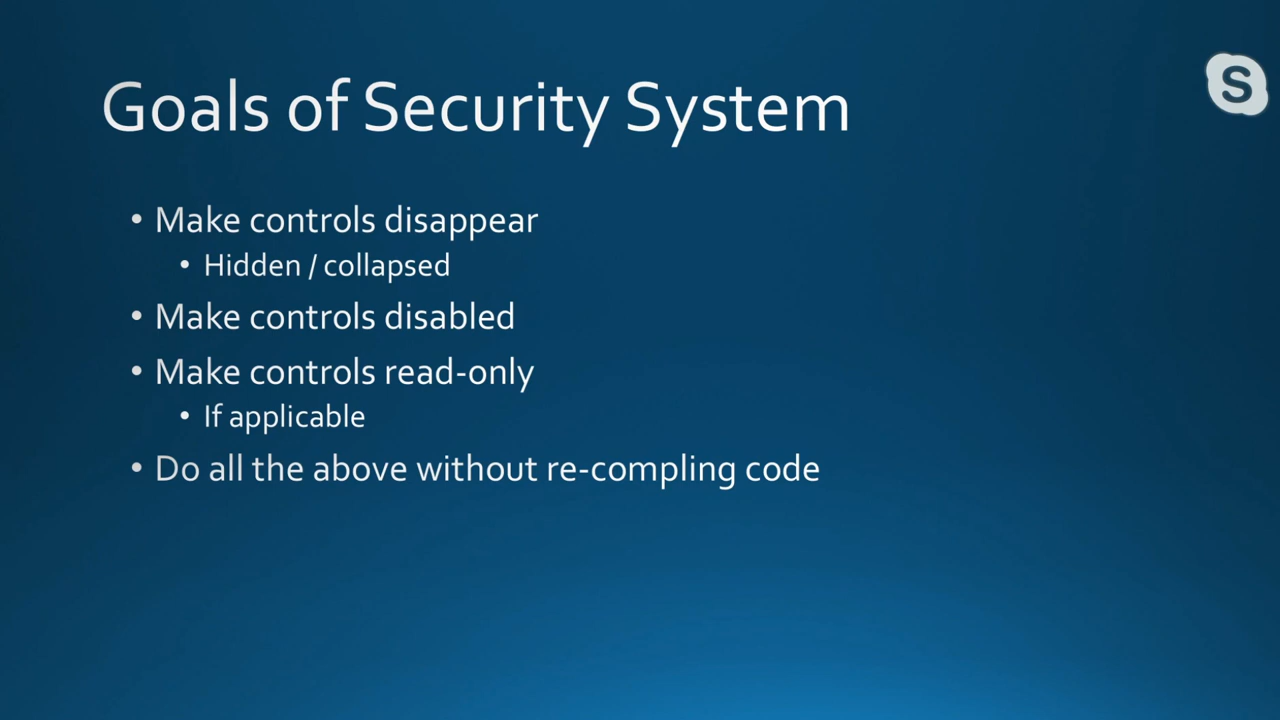 Goals of Security System
S
• Make controls disappear
• Hidden / collapsed
• Make controls disabled
• Make controls read-only
• If applicable
• Do all the above without re-compling code